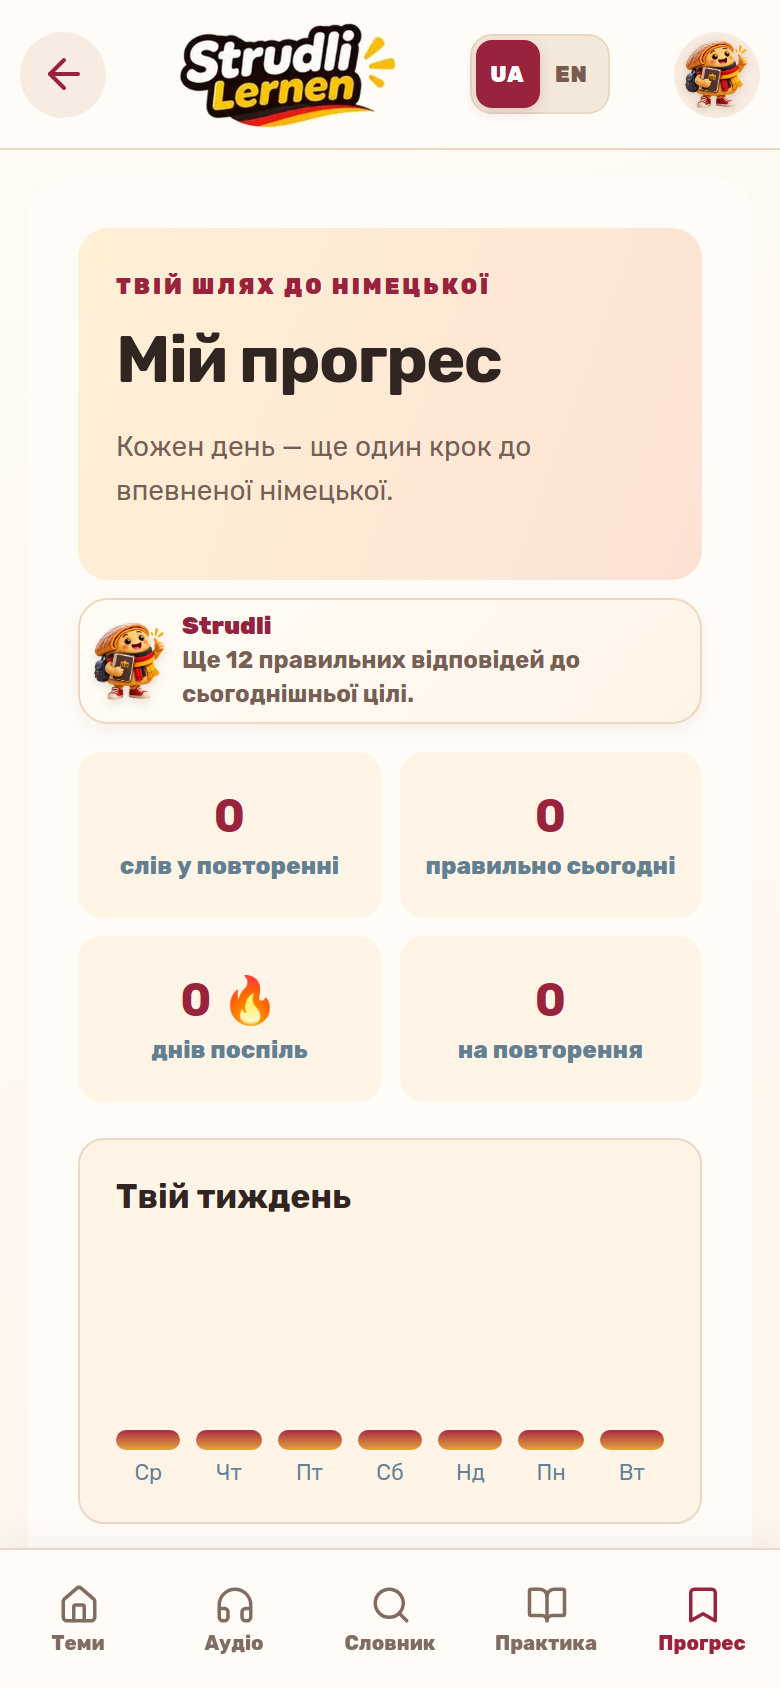 Strudli
Lernen
UA EN
ТВІЙ ШЛЯХ ДО НІМЕЦЬКОЇ
Мій прогрес
Кожен день — ще один крок до
впевненої німецької.
Strudli
Ще 12 правильних відповідей до
сьогоднішньої цілі.
0
слів у повторенні
0
правильно сьогодні
0 🔥
днів поспіль
0
на повторення
Твій тиждень
Ср Чт Пт Сб Нд Пн Вт
Теми Аудіо Словник Практика Прогрес